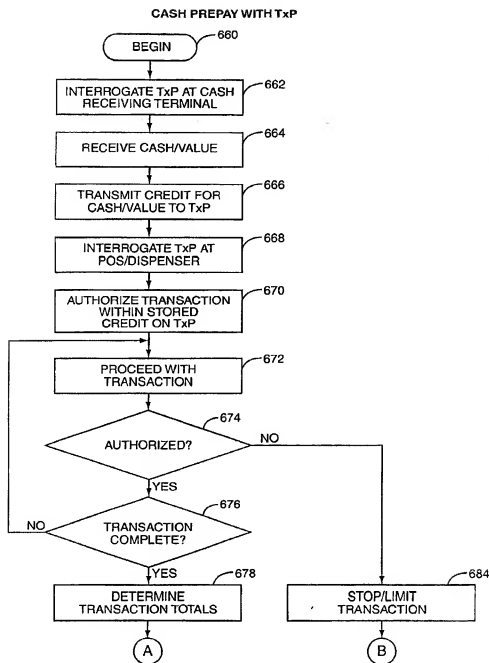 CASH PREPAY WITH TxP
BEGIN
660
INTERROGATE TxP AT CASH
RECEIVING TERMINAL
662
RECEIVE CASH/VALUE
664
TRANSMIT CREDIT FOR
CASH/VALUE TO TxP
666
INTERROGATE TxP AT
POS/DISPENSER
668
AUTHORIZE TRANSACTION
WITHIN STORED
CREDIT ON TxP
670
PROCEED WITH
TRANSACTION
672
AUTHORIZED?
674
NO
YES
TRANSACTION
COMPLETE?
676
NO
YES
DETERMINE
TRANSACTION TOTALS
678
STOP/LIMIT
TRANSACTION
684
A
B